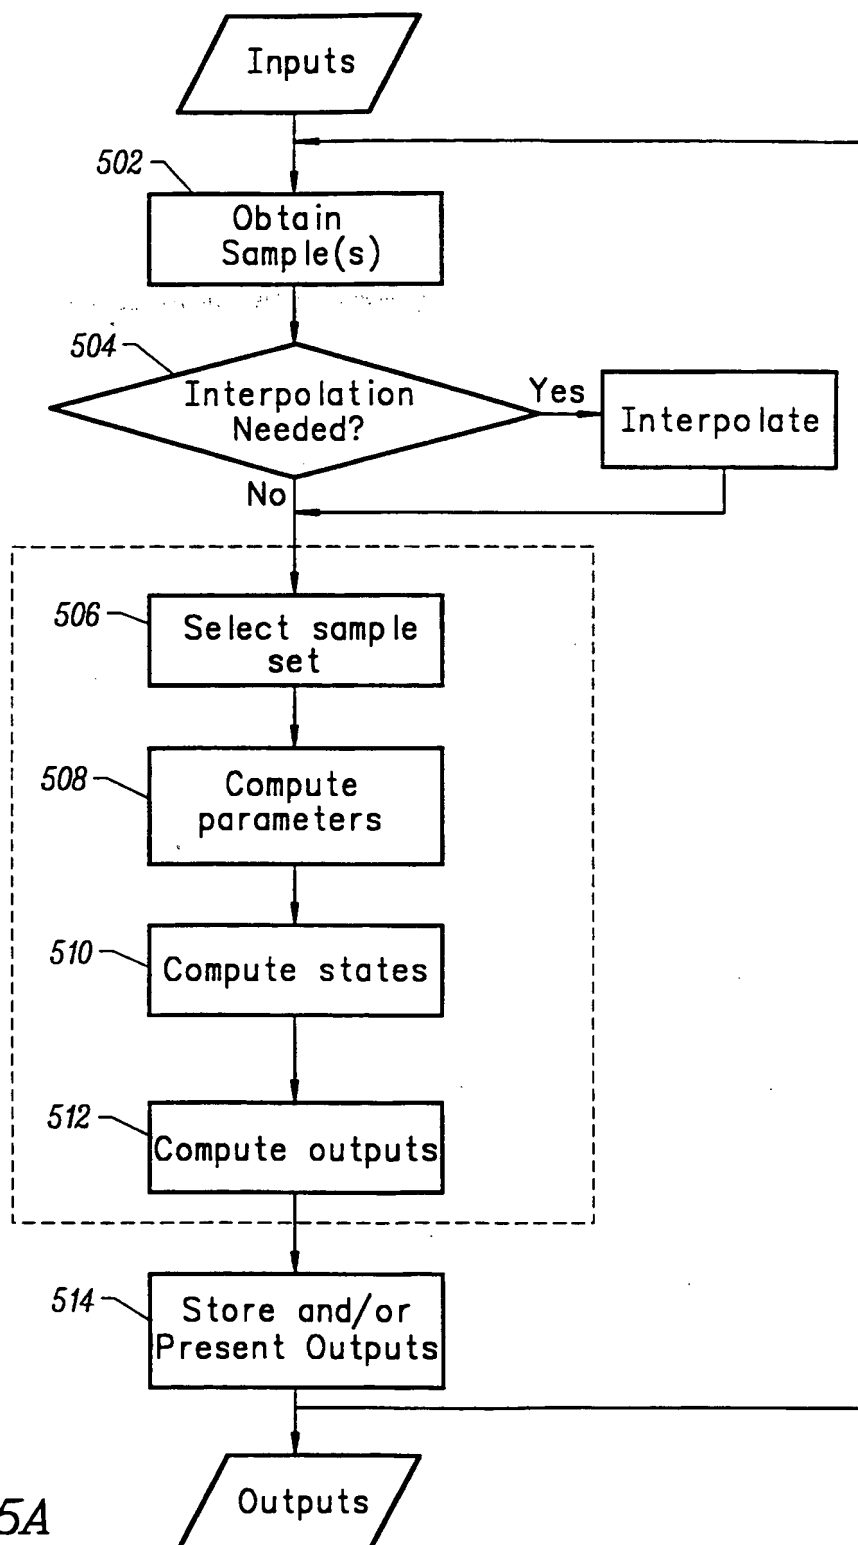 Inputs
502
Obtain
Sample(s)
504
Interpolation
Needed?
Yes
Interpolate
No
506
Select sample
set
508
Compute
parameters
510
Compute states
512
Compute outputs
514
Store and/or
Present Outputs
Outputs
5A